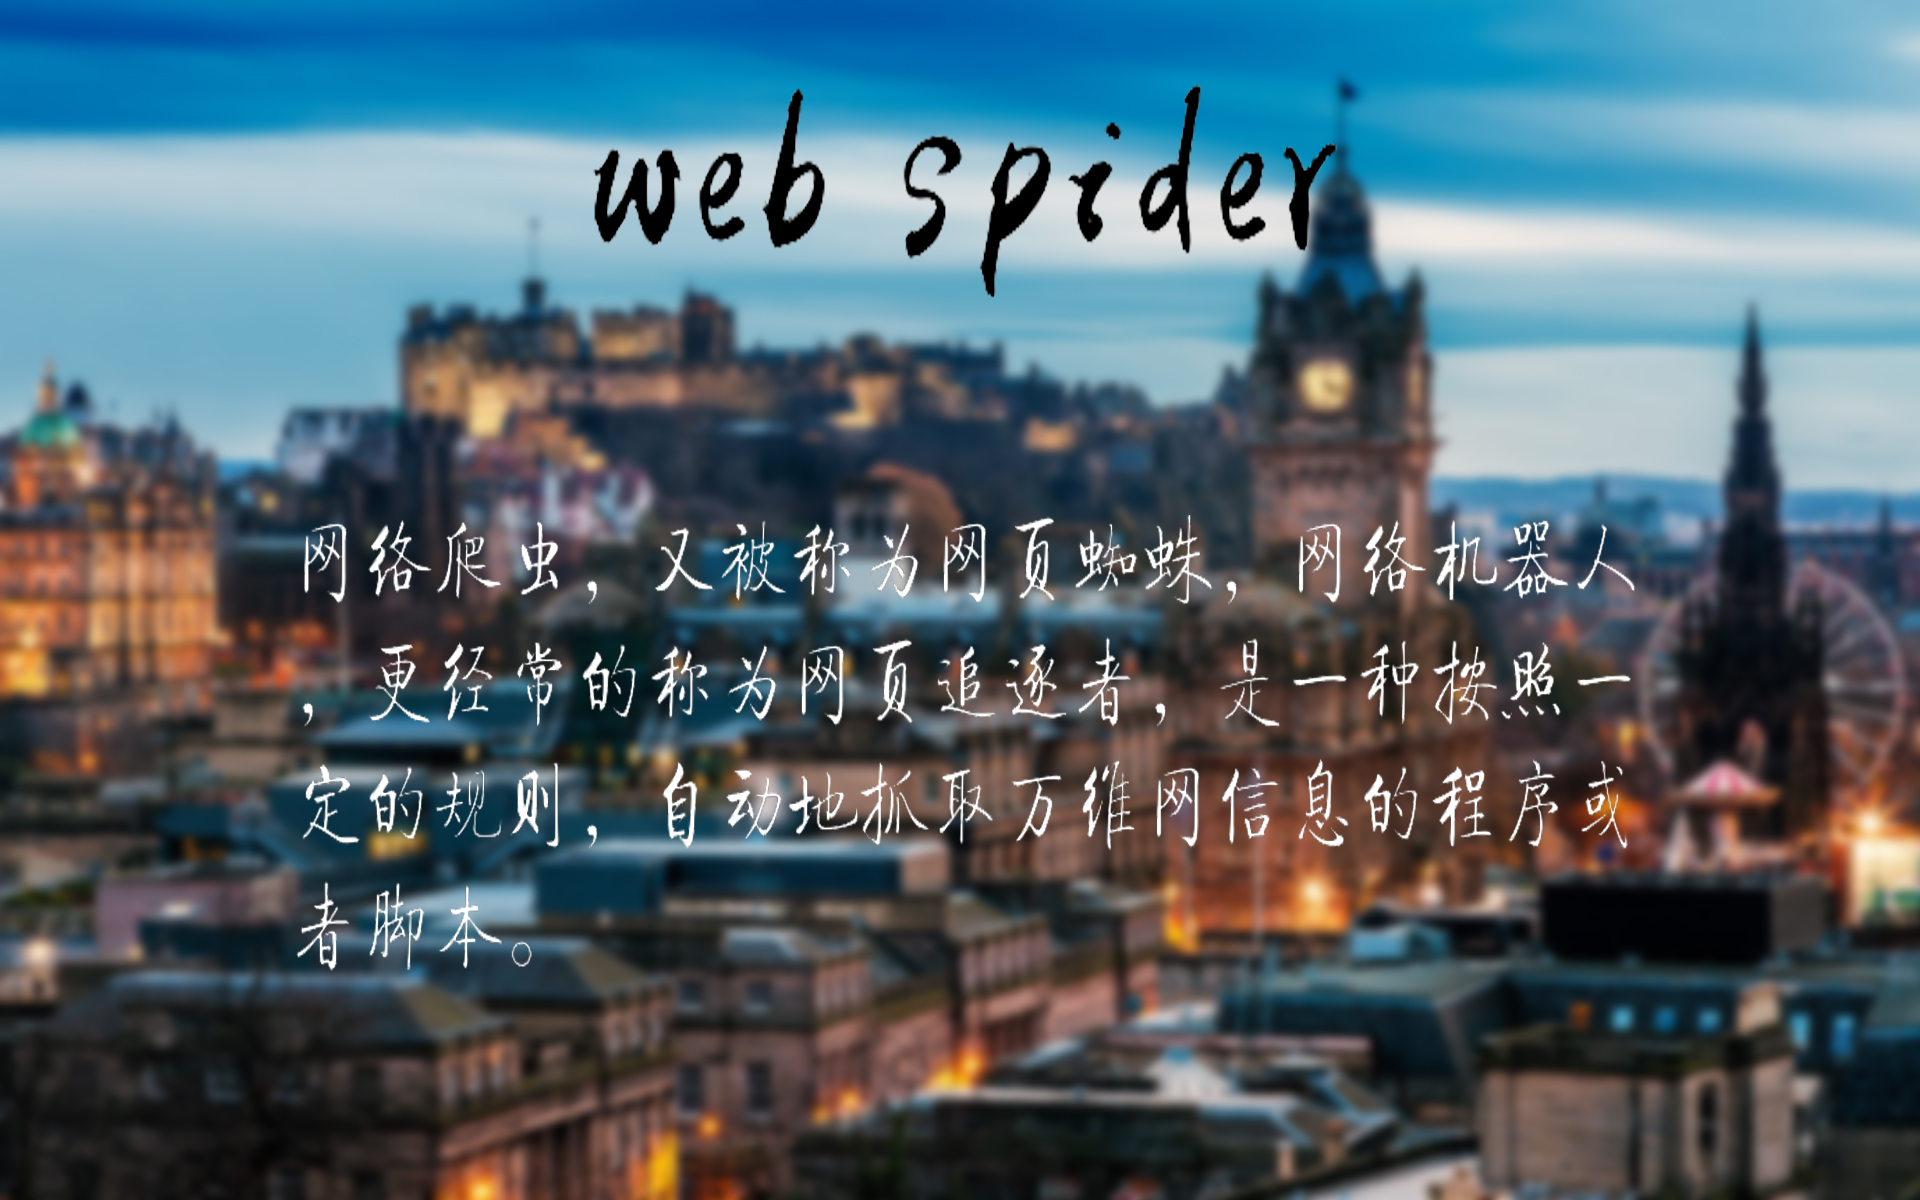 web spider
网络爬虫，又被称为网页蜘蛛，网络机器人
，更经常的称为网页追逐者，是一种按照一
定的规则，自动地抓取万维网信息的程序或
者脚本。